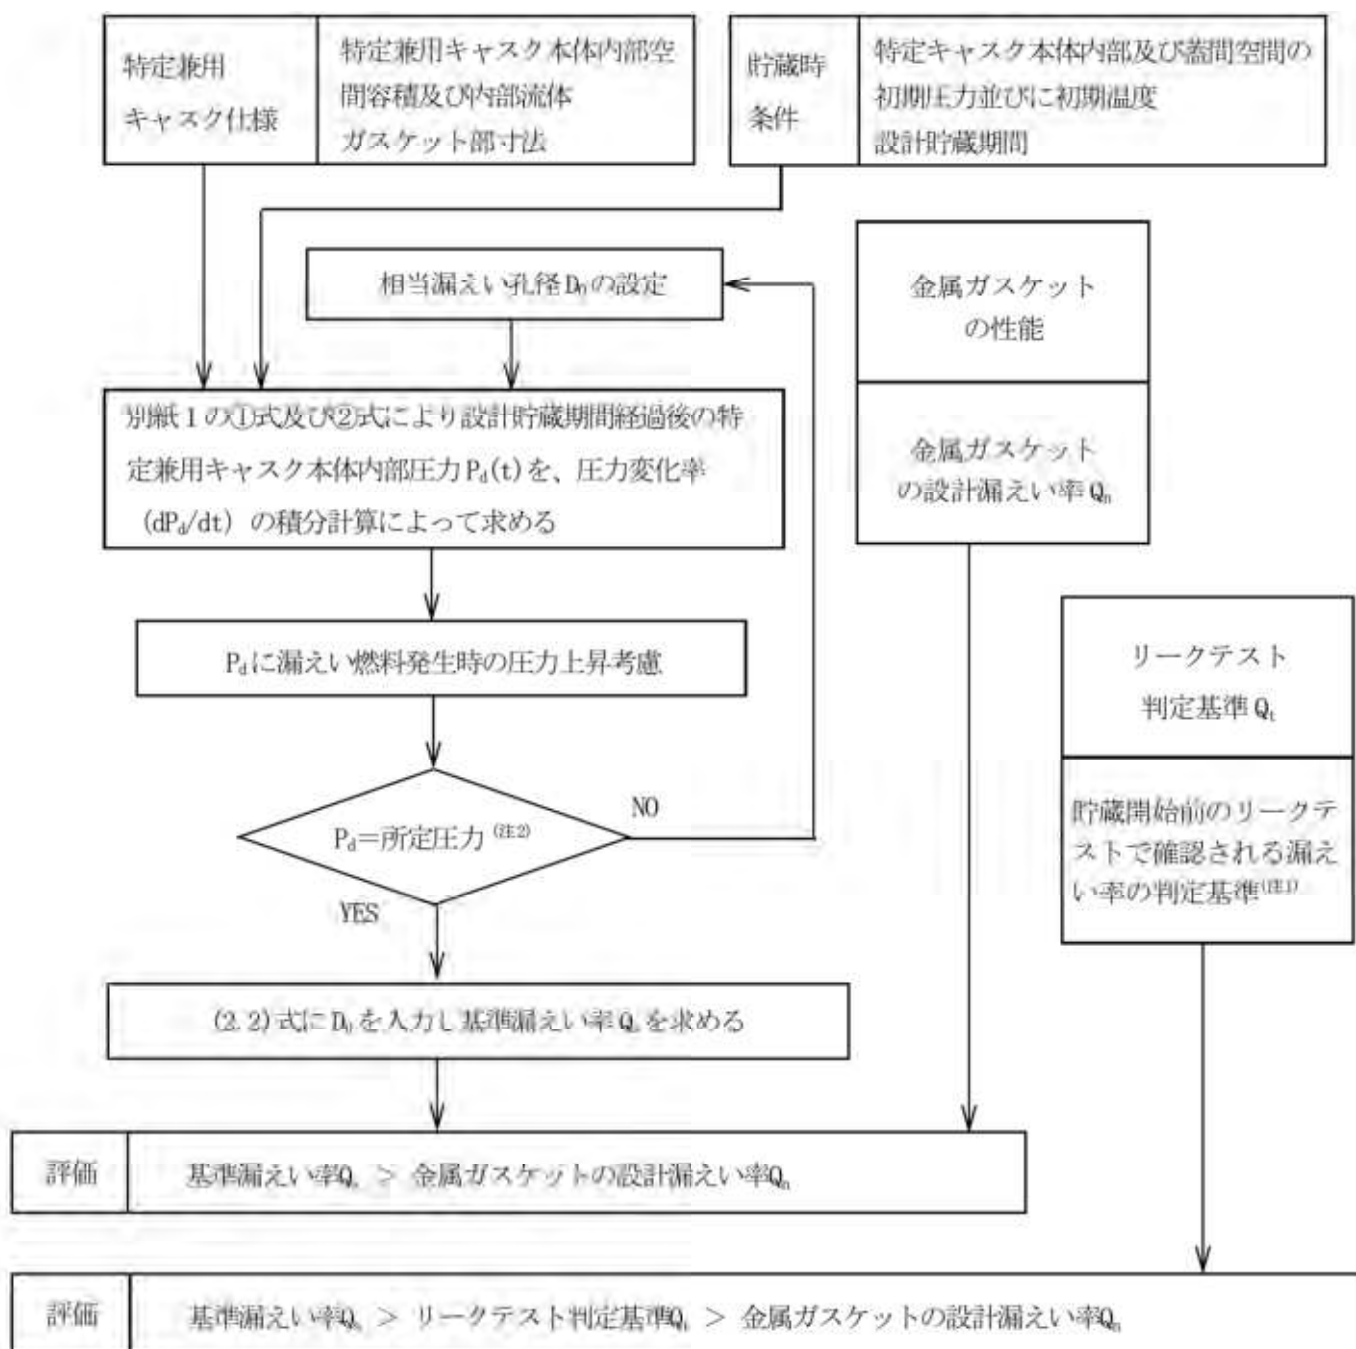 特定兼用
キャスク仕様
特定兼用キャスク本体内部空
間容積及び内部流体
ガスケット部寸法
貯蔵時
条件
特定キャスク本体内部及び蓋間空間の
初期圧力並びに初期温度
設計貯蔵期間
相当漏えい孔径D₀の設定
金属ガスケット
の性能
別紙1の①式及び②式により設計貯蔵期間経過後の特
定兼用キャスク本体内部圧力P_d(t)を、圧力変化率
(dP_d/dt)の積分計算によって求める
金属ガスケット
の設計漏えい率Q_n
P_dに漏えい燃料発生時の圧力上昇考慮
リークテスト
判定基準Q_t
P_d＝所定圧力(注2)
NO
YES
貯蔵開始前のリークテ
ストで確認される漏え
い率の判定基準(注1)
(2.2)式にD₀を入力し基準漏えい率Q_sを求める
評価
基準漏えい率Q_s ＞ 金属ガスケットの設計漏えい率Q_n
評価
基準漏えい率Q_s ＞ リークテスト判定基準Q_t ＞ 金属ガスケットの設計漏えい率Q_n